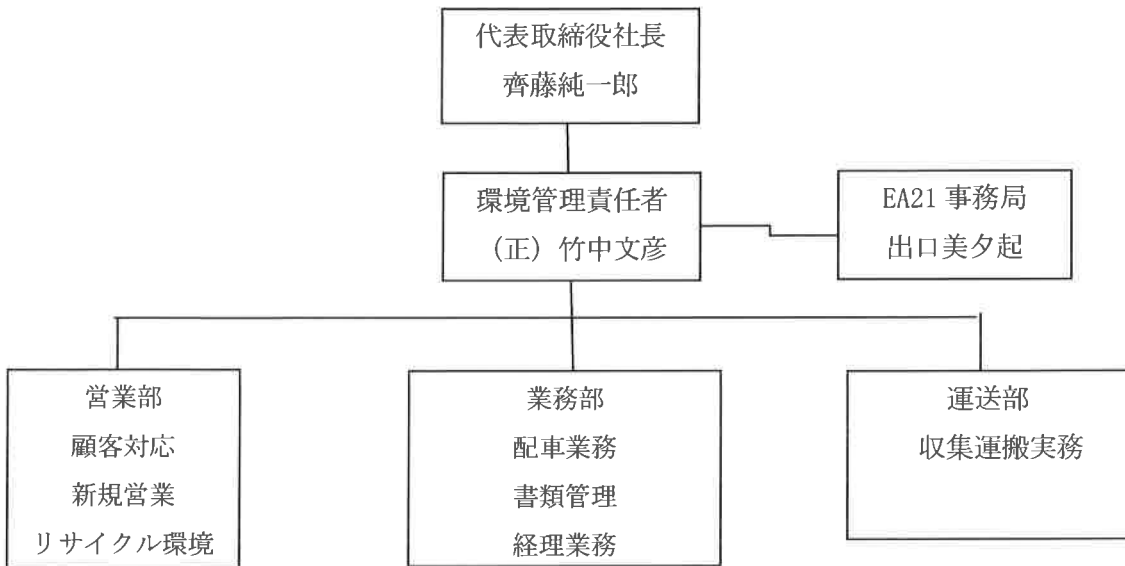 代表取締役社長
齊藤純一郎
環境管理責任者
（正）竹中文彦
EA21 事務局
出口美夕起
営業部
顧客対応
新規営業
リサイクル環境
業務部
配車業務
書類管理
経理業務
運送部
収集運搬実務